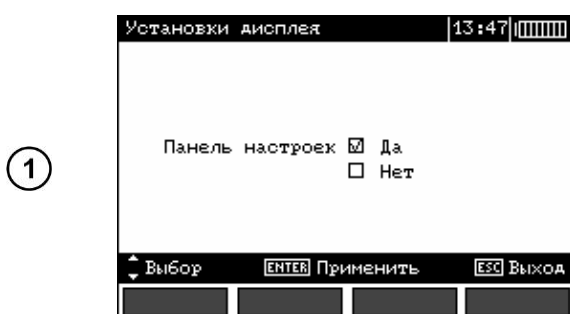 Установки дисплея 13:47
1
Панель настроек ☑ Да
☐ Нет
Выбор ENTER Применить ESC Выход